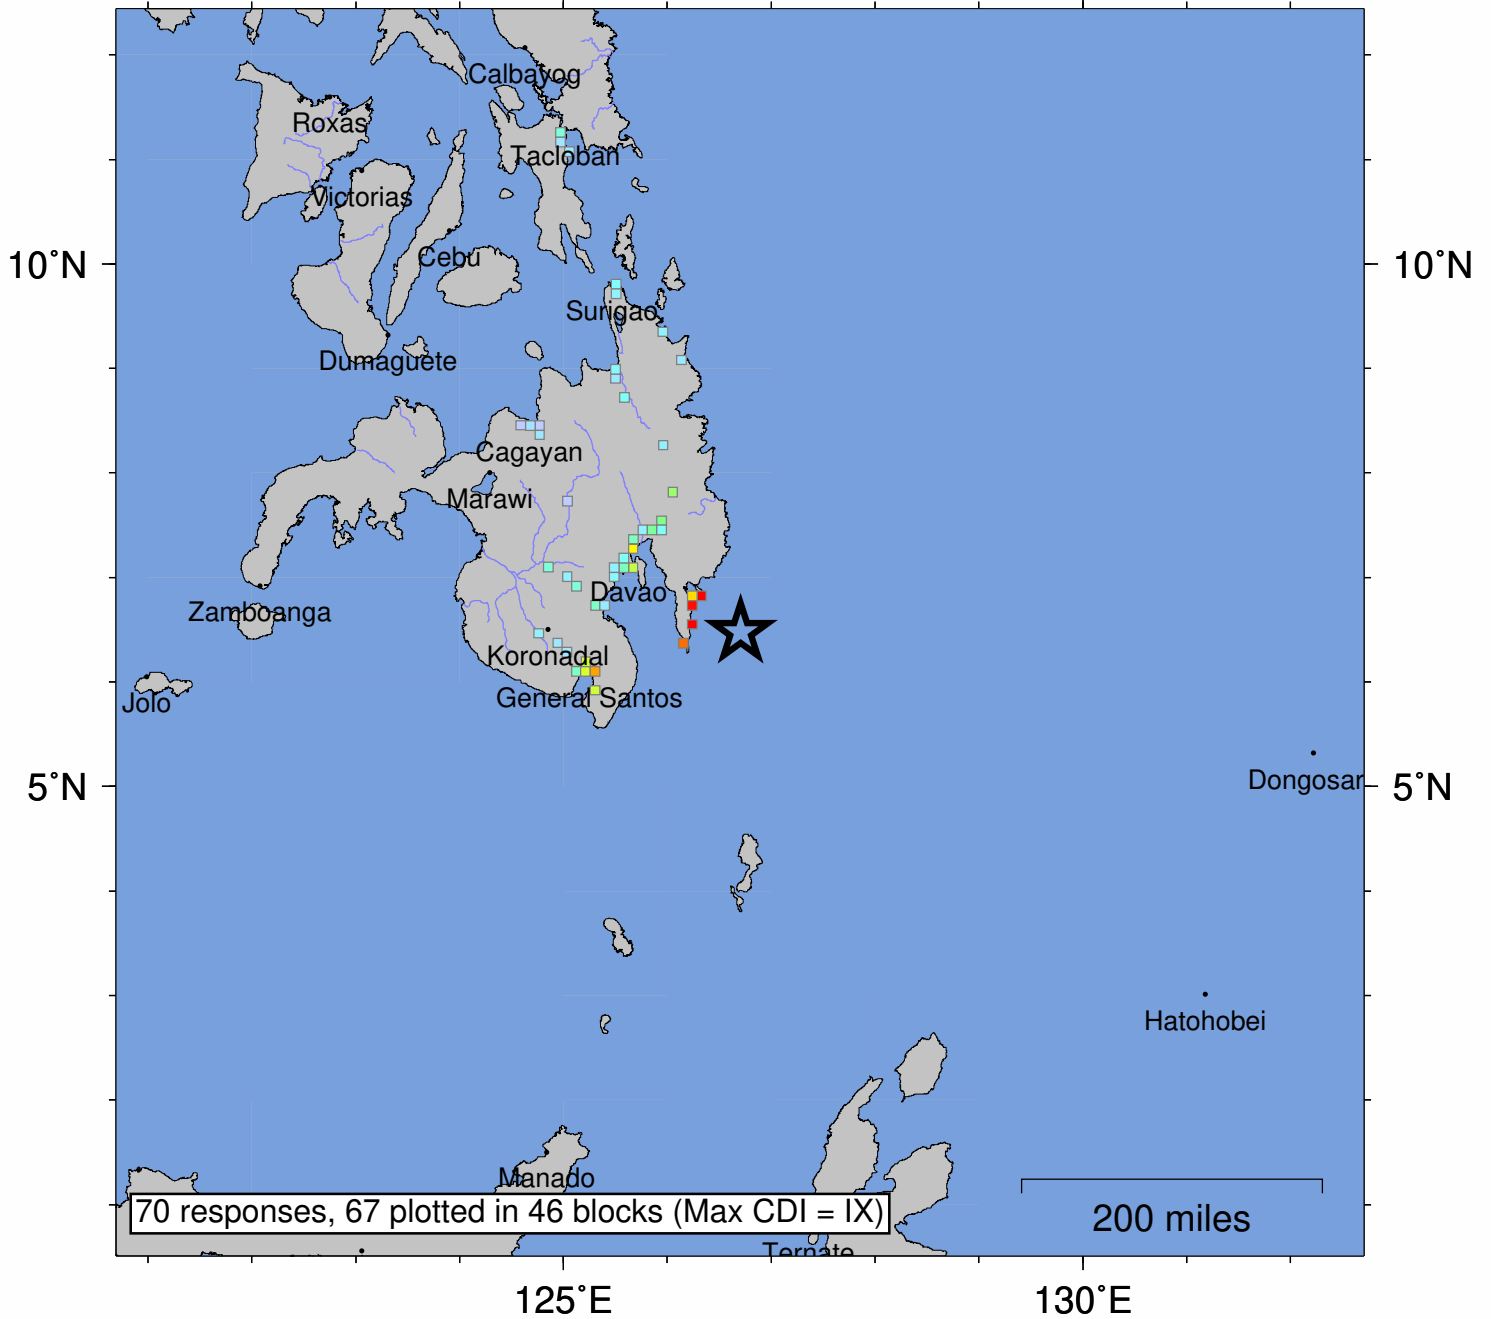 Calbayog
Roxas
Tacloban
Victorias
Cebu
10˚N
10˚N
Surigao
Dumaguete
Cagayan
Marawi
Davao
Zamboanga
Koronadal
General Santos
Jolo
5˚N
5˚N
Dongosar
Hatohobei
Manado
70 responses, 67 plotted in 46 blocks (Max CDI = IX)
200 miles
Ternate
125˚E
130˚E